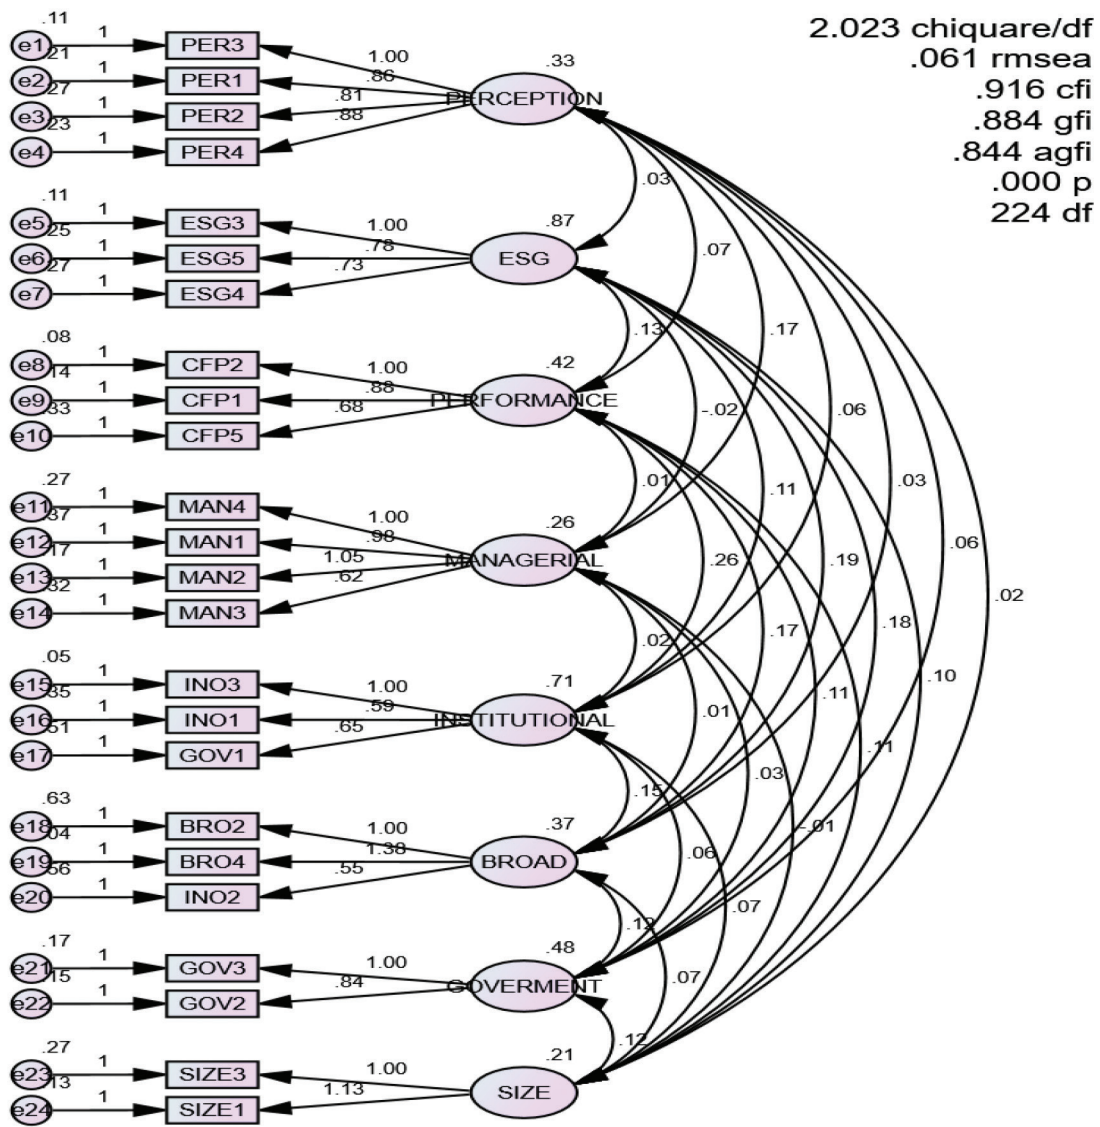 2.023 chiquare/df
.061 rmsea
.916 cfi
.884 gfi
.844 agfi
.000 p
224 df
.11
e1 1 PER3
.21
e2 1 PER1
.27
e3 1 PER2
.23
e4 1 PER4
1.00
.86
.81
.88
.33
PERCEPTION
.11
e5 1 ESG3
.25
e6 1 ESG5
.27
e7 1 ESG4
1.00
.78
.73
.87
ESG
.08
e8 1 CFP2
.14
e9 1 CFP1
.33
e10 1 CFP5
1.00
.88
.68
.42
PERFORMANCE
.27
e11 1 MAN4
.37
e12 1 MAN1
.17
e13 1 MAN2
.32
e14 1 MAN3
1.00
.98
1.05
.62
.26
MANAGERIAL
.05
e15 1 INO3
.35
e16 1 INO1
.51
e17 1 GOV1
1.00
.59
.65
.71
INSTITUTIONAL
.63
e18 1 BRO2
.04
e19 1 BRO4
.56
e20 1 INO2
1.00
1.38
.55
.37
BROAD
.17
e21 1 GOV3
.15
e22 1 GOV2
1.00
.84
.48
GOVERMENT
.27
e23 1 SIZE3
.13
e24 1 SIZE1
1.00
1.13
.21
SIZE
.03
.07
.17
.06
.03
.06
.02
.13
-.02
.11
.19
.18
.10
.01
.26
.17
.11
.11
.02
.01
.03
-.01
.15
.06
.07
.12
.07
.12